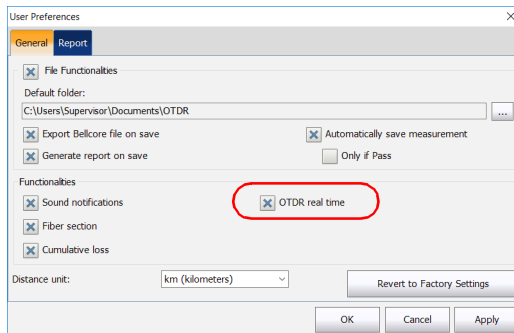 User Preferences
General Report
File Functionalities
Default folder:
C:\Users\Supervisor\Documents\OTDR ...
Export Bellcore file on save Automatically save measurement
Generate report on save Only if Pass
Functionalities
Sound notifications OTDR real time
Fiber section
Cumulative loss
Distance unit: km (kilometers) Revert to Factory Settings
OK Cancel Apply